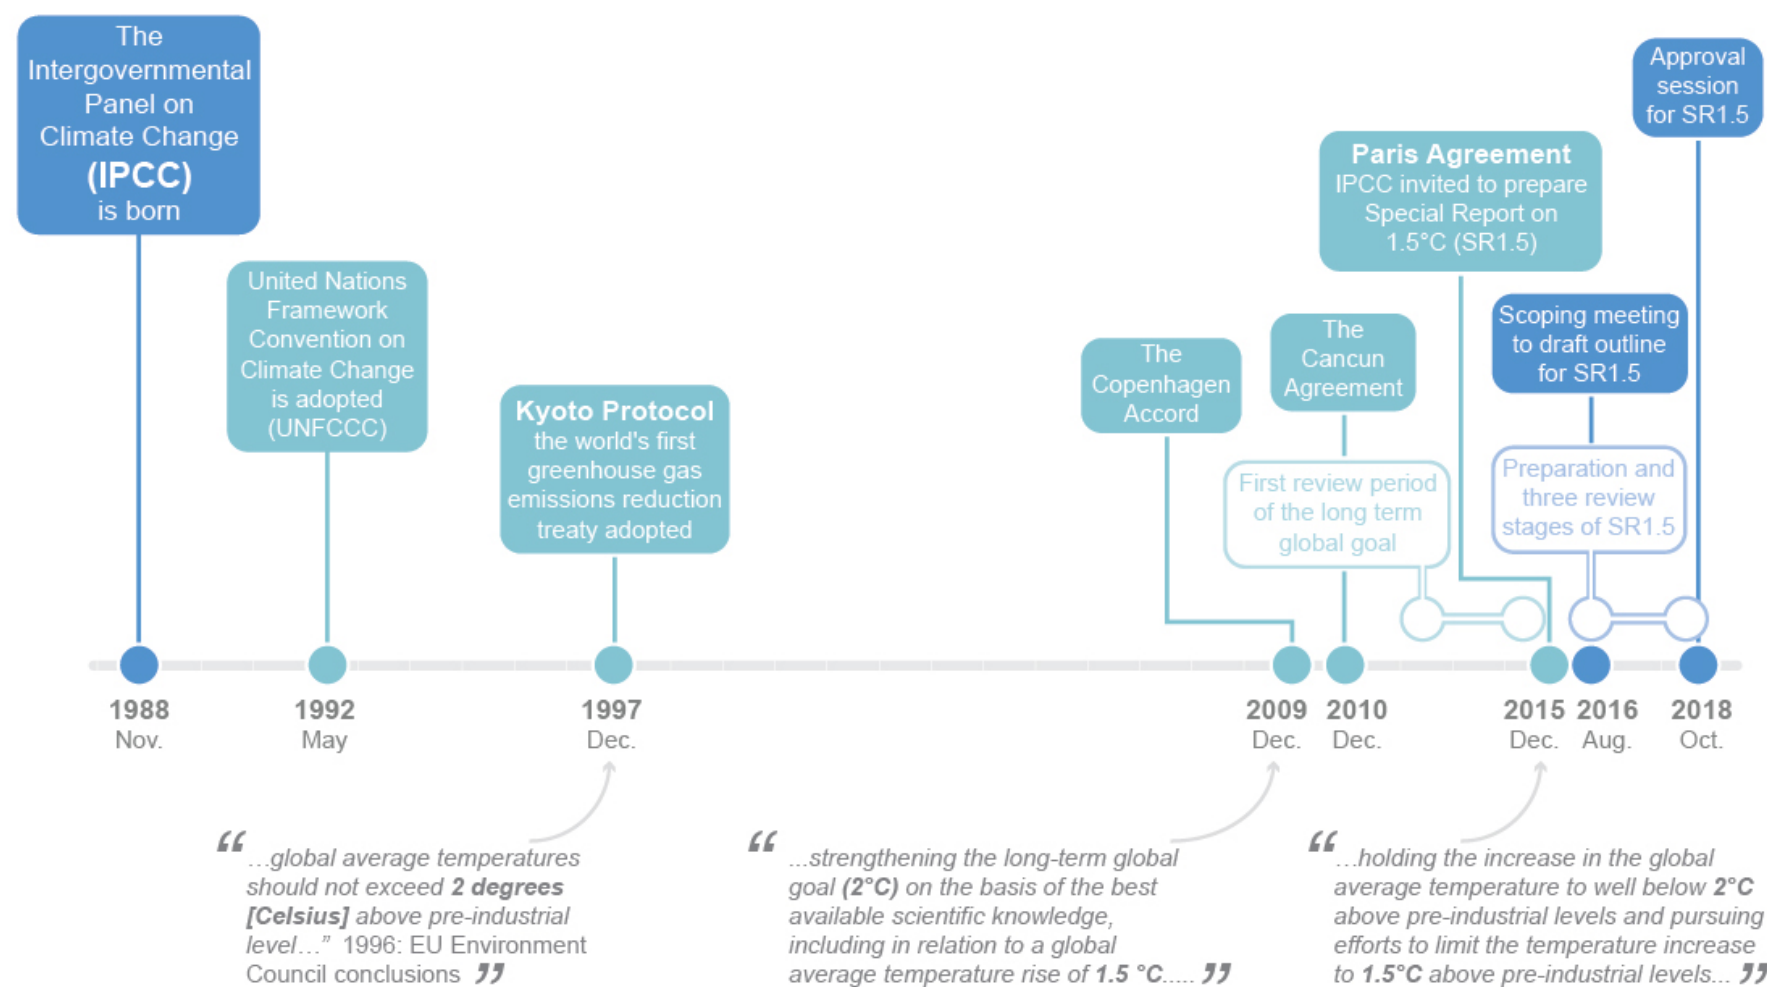 The
Intergovernmental
Panel on
Climate Change
(IPCC)
is born
United Nations
Framework
Convention on
Climate Change
is adopted
(UNFCCC)
Kyoto Protocol
the world's first
greenhouse gas
emissions reduction
treaty adopted
The
Copenhagen
Accord
The
Cancun
Agreement
First review period
of the long term
global goal
Paris Agreement
IPCC invited to prepare
Special Report on
1.5°C (SR1.5)
Scoping meeting
to draft outline
for SR1.5
Preparation and
three review
stages of SR1.5
Approval
session
for SR1.5
1988
Nov.
1992
May
1997
Dec.
2009
Dec.
2010
Dec.
2015
Dec.
2016
Aug.
2018
Oct.
“ ...global average temperatures
should not exceed 2 degrees
[Celsius] above pre-industrial
level...” 1996: EU Environment
Council conclusions ”
“ ...strengthening the long-term global
goal (2°C) on the basis of the best
available scientific knowledge,
including in relation to a global
average temperature rise of 1.5 °C..... ”
“ ...holding the increase in the global
average temperature to well below 2°C
above pre-industrial levels and pursuing
efforts to limit the temperature increase
to 1.5°C above pre-industrial levels... ”